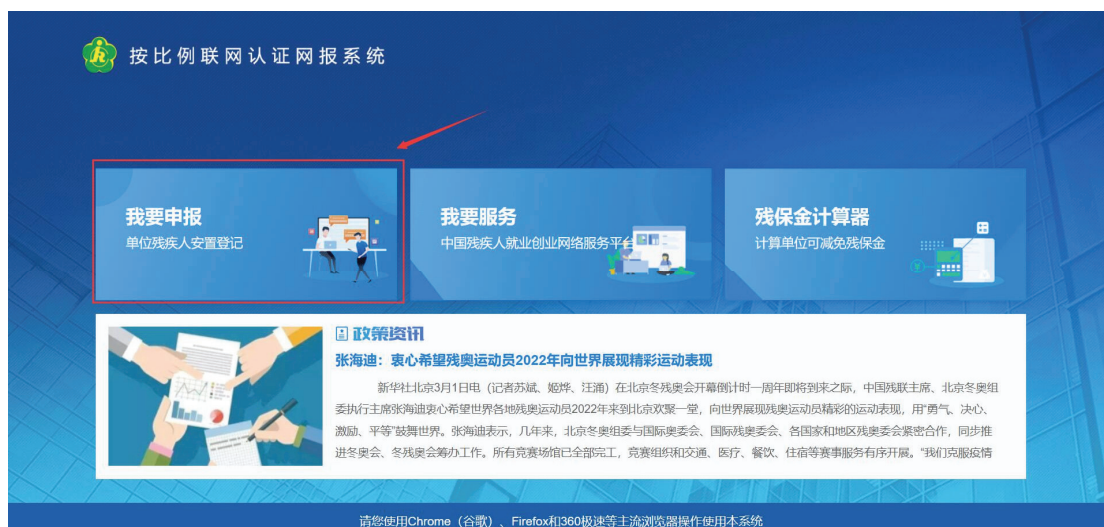 按比例联网认证网报系统
我要申报
单位残疾人安置登记
我要服务
中国残疾人就业创业网络服务平台
残保金计算器
计算单位可减免残保金
政策资讯
张海迪：衷心希望残奥运动员2022年向世界展现精彩运动表现
新华社北京3月1日电（记者苏斌、姬烨、汪涌）在北京冬残奥会开幕倒计时一周年即将到来之际，中国残联主席、北京冬奥组
委执行主席张海迪衷心希望世界各地残奥运动员2022年来到北京欢聚一堂，向世界展现残奥运动员精彩的运动表现，用“勇气、决心、
激励、平等”鼓舞世界。张海迪表示，几年来，北京冬奥组委与国际奥委会、国际残奥委会、各国家和地区残奥委会紧密合作，同步推
进冬奥会、冬残奥会筹办工作。所有竞赛场馆已全部完工，竞赛组织和交通、医疗、餐饮、住宿等赛事服务有序开展。“我们克服疫情
请您使用Chrome（谷歌）、Firefox和360极速等主流浏览器操作使用本系统